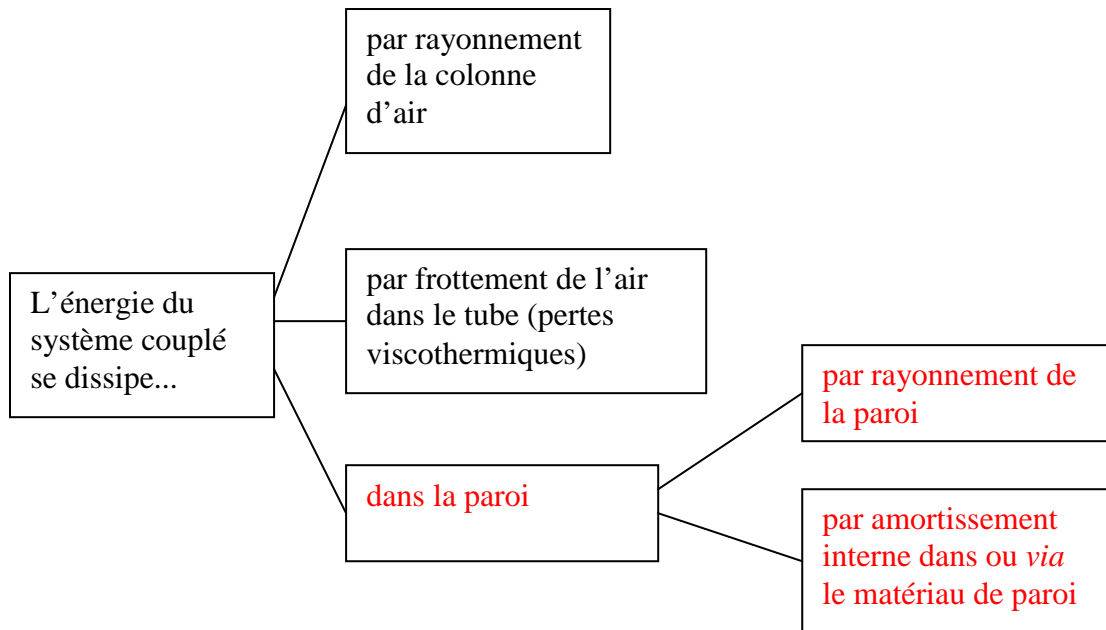 par rayonnement
de la colonne
d’air
L’énergie du
système couplé
se dissipe...
par frottement de l’air
dans le tube (pertes
viscothermiques)
dans la paroi
par rayonnement de
la paroi
par amortissement
interne dans ou via
le matériau de paroi